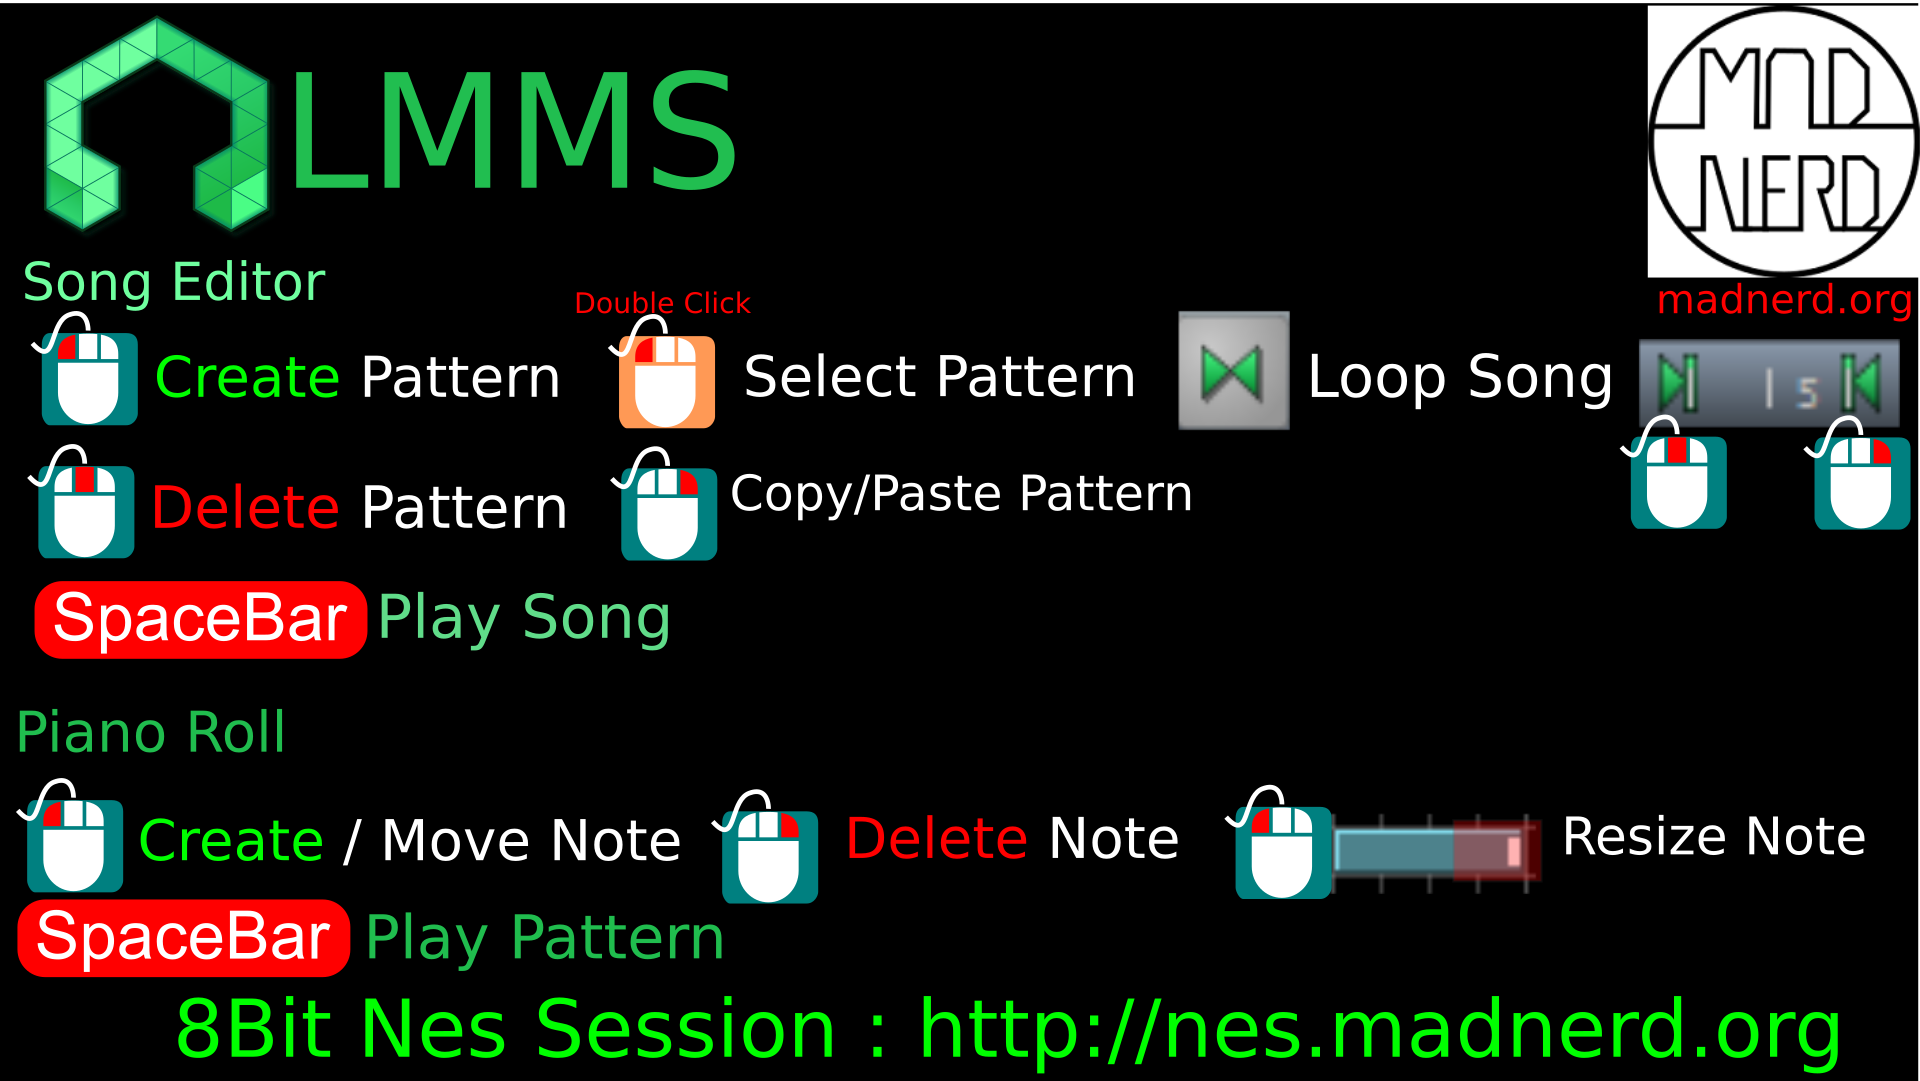 LMMS
MAD
NERD
madnerd.org
Song Editor
Double Click
Create Pattern
Select Pattern
Loop Song
| 5
Delete Pattern
Copy/Paste Pattern
SpaceBar Play Song
Piano Roll
Create / Move Note
Delete Note
Resize Note
SpaceBar Play Pattern
8Bit Nes Session : http://nes.madnerd.org